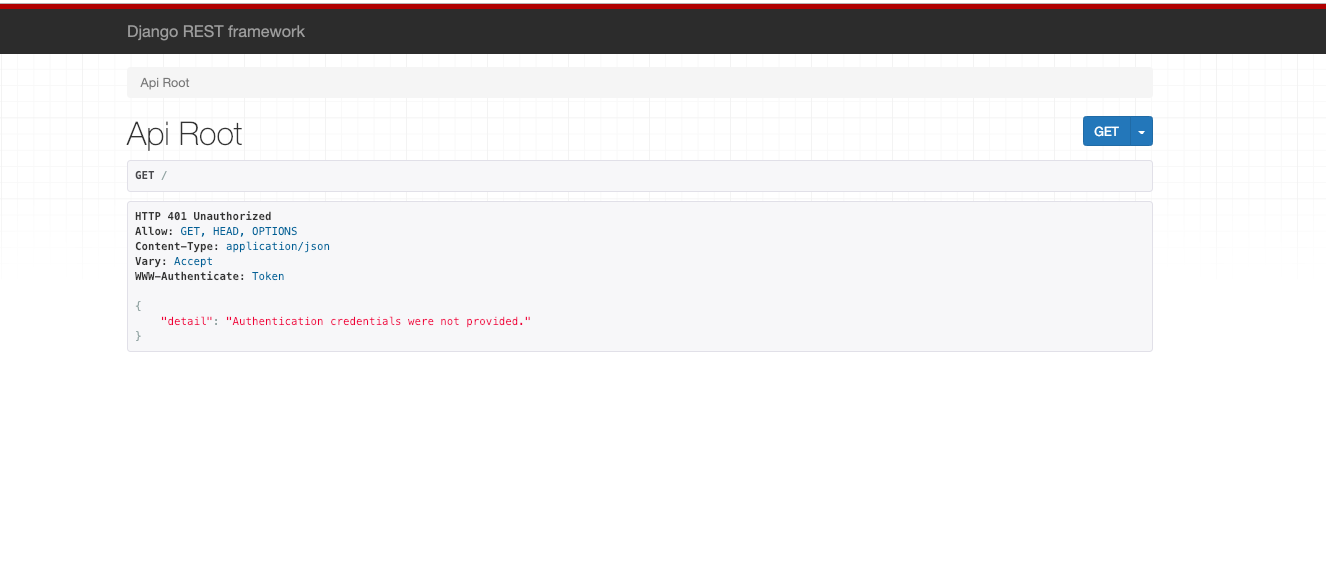 Django REST framework
Api Root
Api Root
GET
GET /
HTTP 401 Unauthorized
Allow: GET, HEAD, OPTIONS
Content-Type: application/json
Vary: Accept
WWW-Authenticate: Token
{
    "detail": "Authentication credentials were not provided."
}